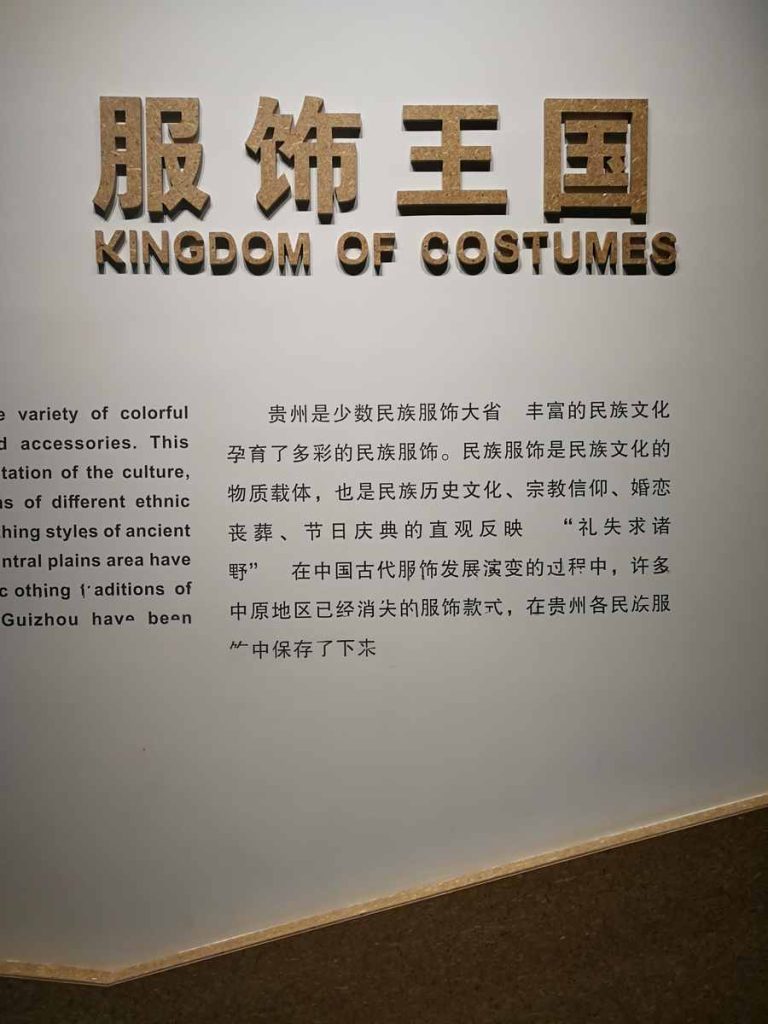 服饰王国
KINGDOM OF COSTUMES
variety of colorful
accessories. This
of the culture,
of different ethnic
styles of ancient
plains area have
of
Guizhou have been
贵州是少数民族服饰大省 丰富的民族文化
孕育了多彩的民族服饰。民族服饰是民族文化的
物质载体，也是民族历史文化、宗教信仰、婚恋
丧葬、节日庆典的直观反映 “礼失求诸
野” 在中国古代服饰发展演变的过程中，许多
中原地区已经消失的服饰款式，在贵州各民族服
中保存了下来